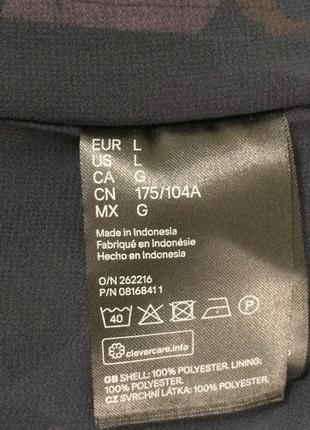 EUR L
US L
CA G
CN 175/104A
MX G
Made in Indonesia
Fabriqué en Indonésie
Hecho en Indonesia
O/N 262216
P/N 08168411
40 P
clevercare.info
GB SHELL: 100% POLYESTER. LINING:
100% POLYESTER.
CZ SVRCHNÍ LÁTKA: 100% POLYESTER.